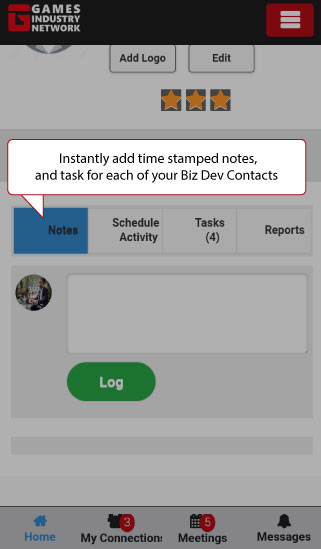 GAMES
INDUSTRY
NETWORK
Add Logo
Edit
Instantly add time stamped notes,
and task for each of your Biz Dev Contacts
Notes
Schedule
Activity
Tasks
(4)
Reports
Log
3
5
Home
My Connections
Meetings
Messages